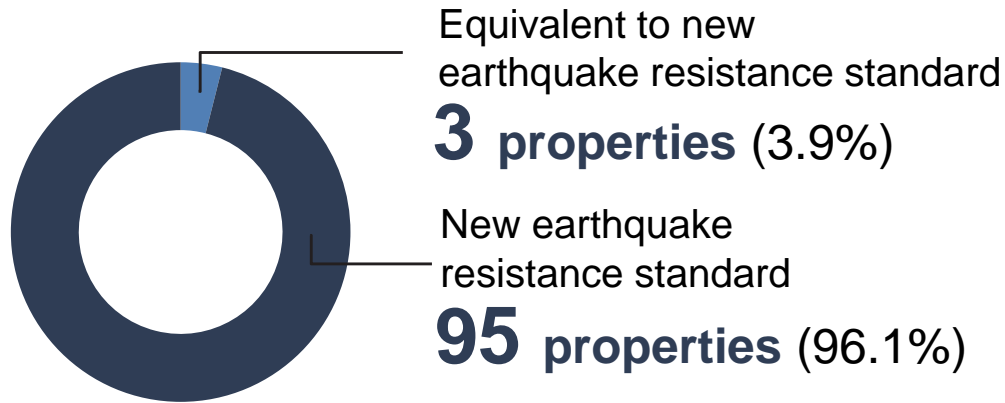 Equivalent to new
earthquake resistance standard
3 properties (3.9%)
New earthquake
resistance standard
95 properties (96.1%)